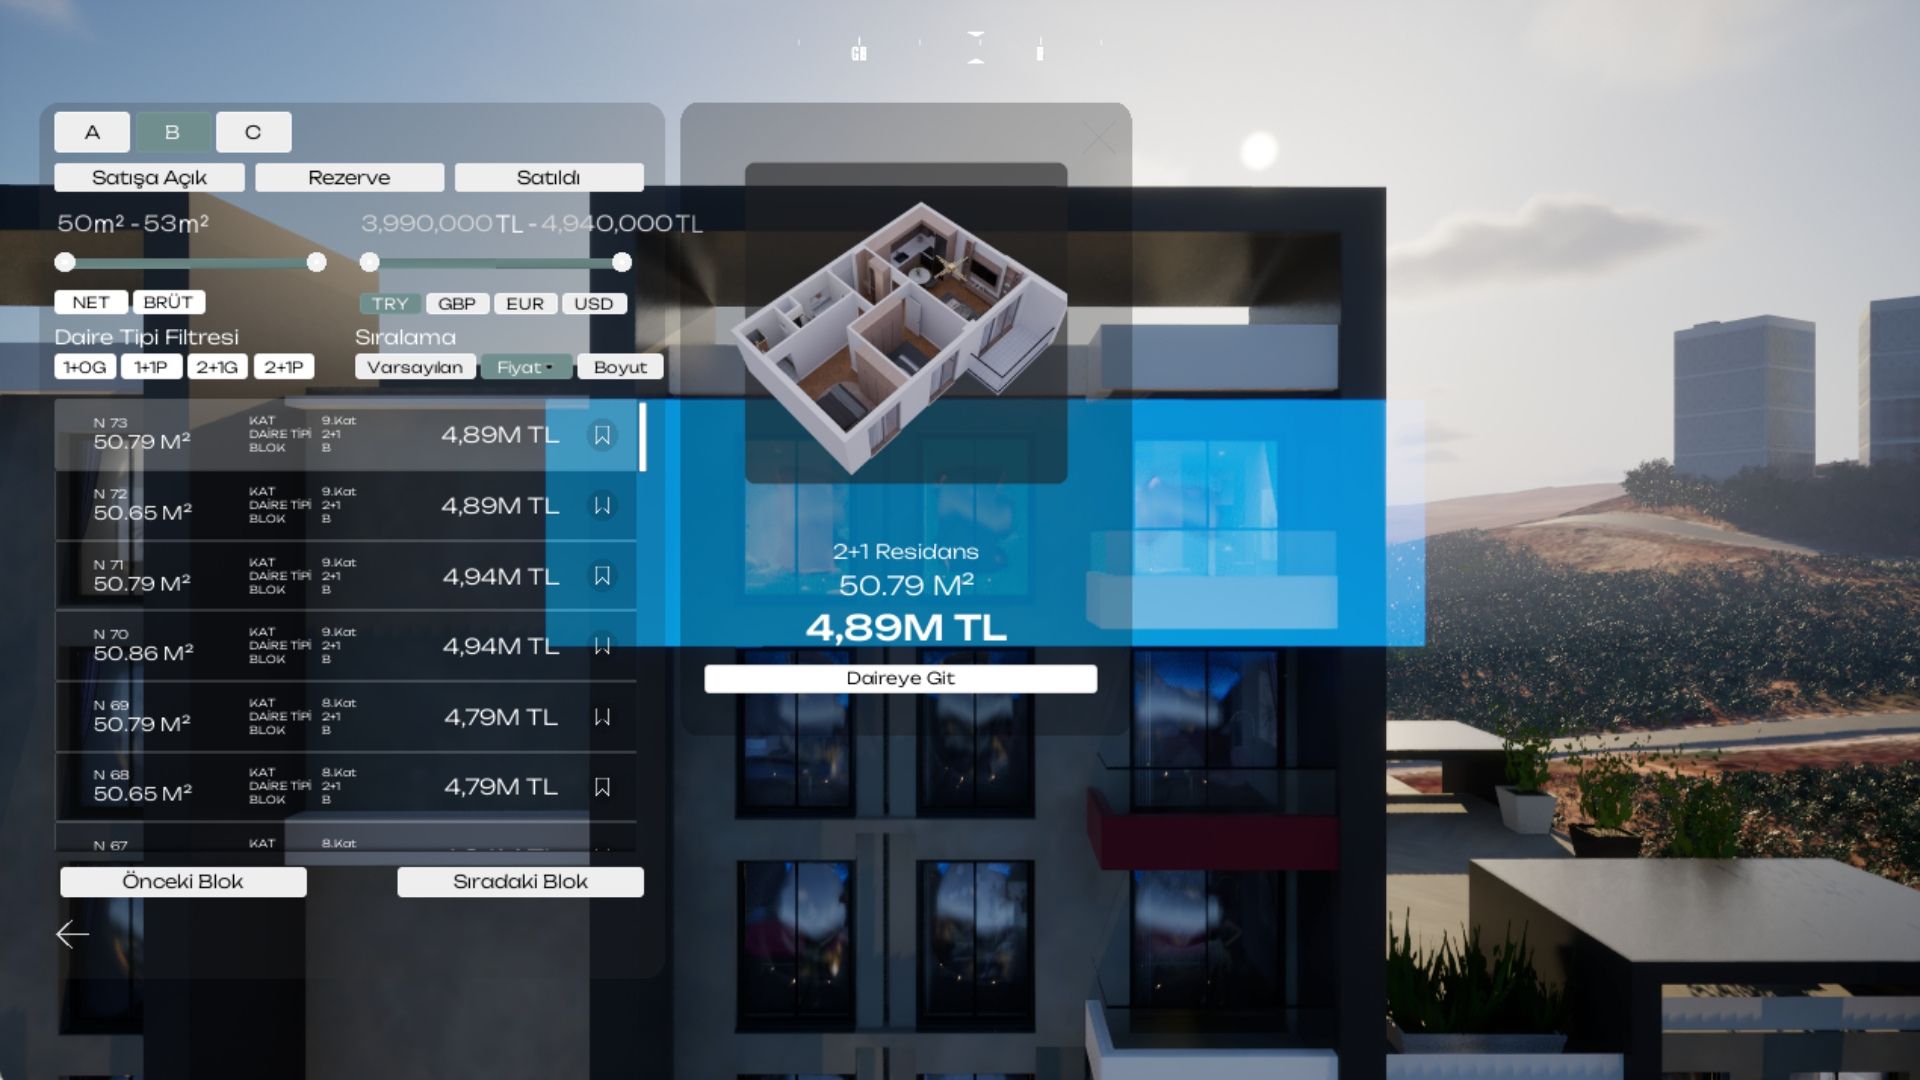 GB
A
B
C
Satışa Açık
Rezerve
Satıldı
50m² - 53m²
3,990,000 TL - 4,940,000 TL
NET
BRÜT
TRY
GBP
EUR
USD
Daire Tipi Filtresi
Sıralama
1+0G
1+1P
2+1G
2+1P
Varsayılan
Fiyat
Boyut
N 73
50.79 M²
KAT 9.Kat
DAİRE TİPİ 2+1
BLOK B
4,89M TL
N 72
50.65 M²
KAT 9.Kat
DAİRE TİPİ 2+1
BLOK B
4,89M TL
N 71
50.79 M²
KAT 9.Kat
DAİRE TİPİ 2+1
BLOK B
4,94M TL
N 70
50.86 M²
KAT 9.Kat
DAİRE TİPİ 2+1
BLOK B
4,94M TL
N 69
50.79 M²
KAT 8.Kat
DAİRE TİPİ 2+1
BLOK B
4,79M TL
N 68
50.65 M²
KAT 8.Kat
DAİRE TİPİ 2+1
BLOK B
4,79M TL
N 67
KAT 8.Kat
Önceki Blok
Sıradaki Blok
2+1 Residans
50.79 M²
4,89M TL
Daireye Git